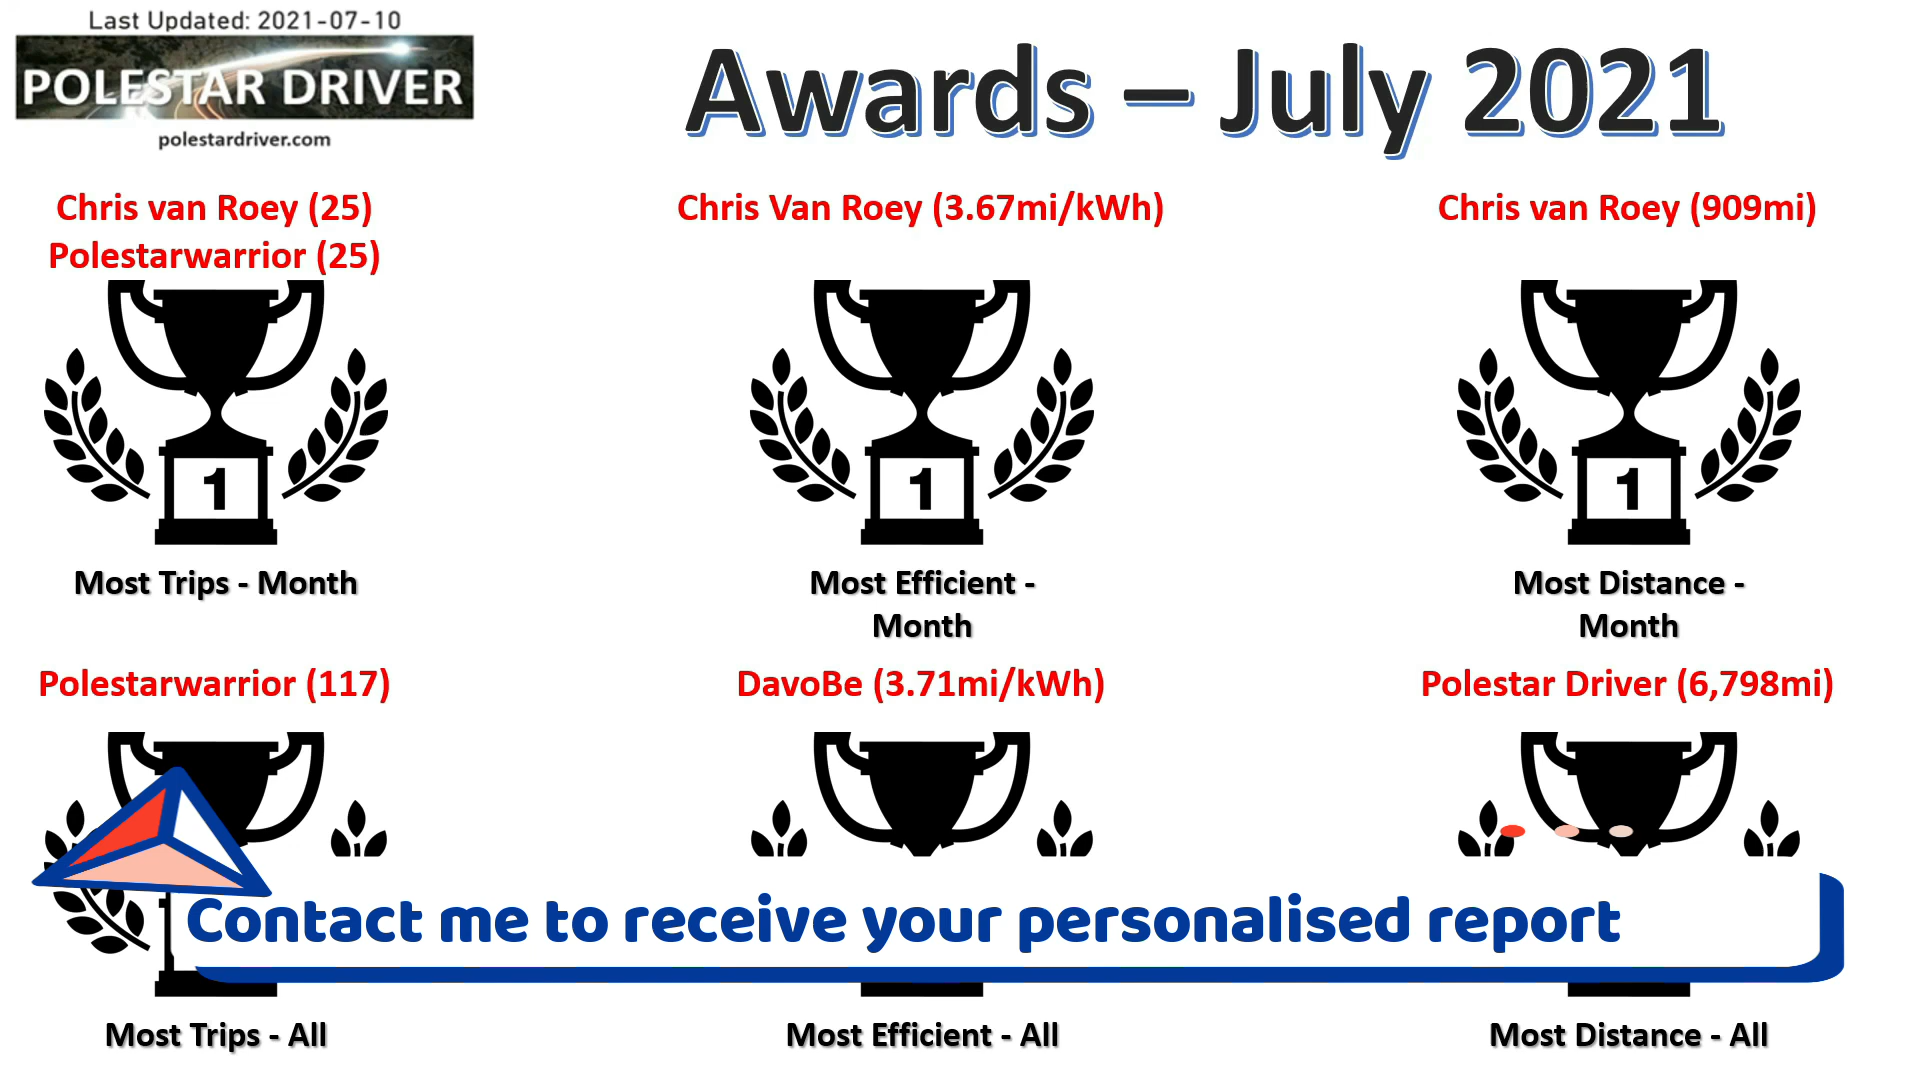 Last Updated: 2021-07-10
POLESTAR DRIVER
polestardriver.com
Awards – July 2021
Chris van Roey (25)
Polestarwarrior (25)
Chris Van Roey (3.67mi/kWh)
Chris van Roey (909mi)
1
1
1
Most Trips - Month
Most Efficient -
Month
Most Distance -
Month
Polestarwarrior (117)
DavoBe (3.71mi/kWh)
Polestar Driver (6,798mi)
Contact me to receive your personalised report
Most Trips - All
Most Efficient - All
Most Distance - All